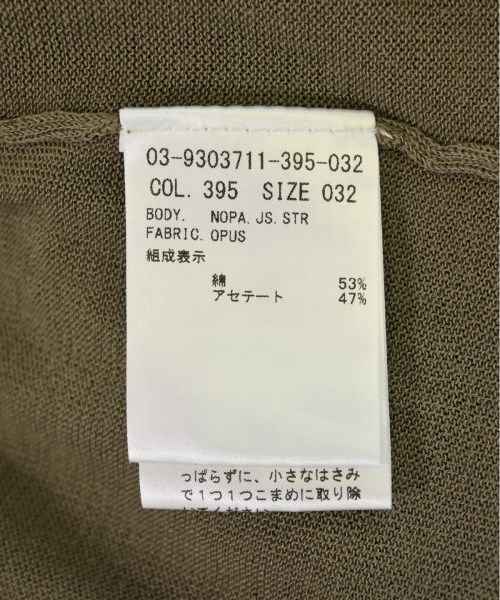 03-9303711-395-032
COL. 395 SIZE 032
BODY. NOPA.JS.STR
FABRIC.OPUS
組成表示
綿 53%
アセテート 47%
っぱらずに、小さなはさみ
で1つ1つこまめに取り除